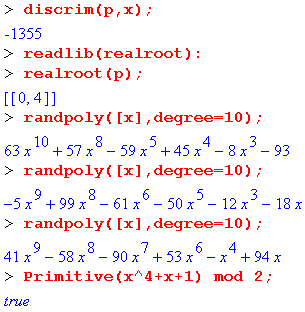 > discrim(p,x);
-1355
> readlib(realroot):
> realroot(p);
[[0, 4]]
> randpoly([x],degree=10);
63 x^10 + 57 x^8 − 59 x^5 + 45 x^4 − 8 x^3 − 93
> randpoly([x],degree=10);
−5 x^9 + 99 x^8 − 61 x^6 − 50 x^5 − 12 x^3 − 18 x
> randpoly([x],degree=10);
41 x^9 − 58 x^8 − 90 x^7 + 53 x^6 − x^4 + 94 x
> Primitive(x^4+x+1) mod 2;
true